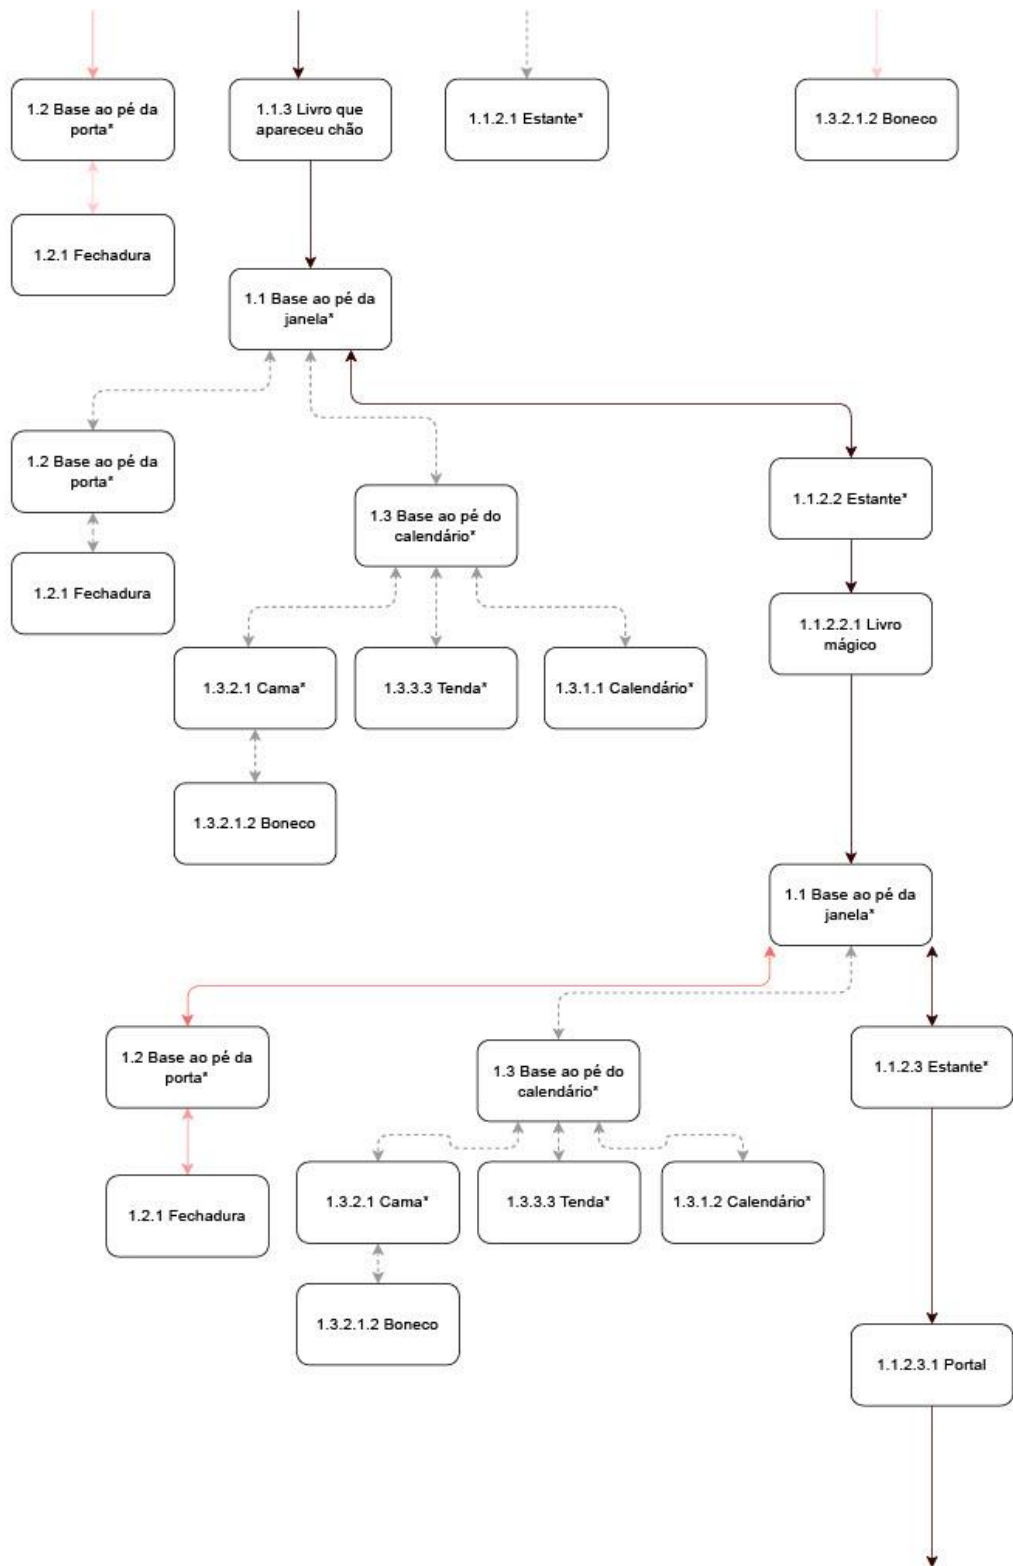 1.2 Base ao pé da
porta*
1.1.3 Livro que
apareceu chão
1.1.2.1 Estante*
1.3.2.1.2 Boneco
1.2.1 Fechadura
1.1 Base ao pé da
janela*
1.2 Base ao pé da
porta*
1.3 Base ao pé do
calendário*
1.1.2.2 Estante*
1.2.1 Fechadura
1.1.2.2.1 Livro
mágico
1.3.2.1 Cama*
1.3.3.3 Tenda*
1.3.1.1 Calendário*
1.3.2.1.2 Boneco
1.1 Base ao pé da
janela*
1.2 Base ao pé da
porta*
1.3 Base ao pé do
calendário*
1.1.2.3 Estante*
1.2.1 Fechadura
1.3.2.1 Cama*
1.3.3.3 Tenda*
1.3.1.2 Calendário*
1.3.2.1.2 Boneco
1.1.2.3.1 Portal